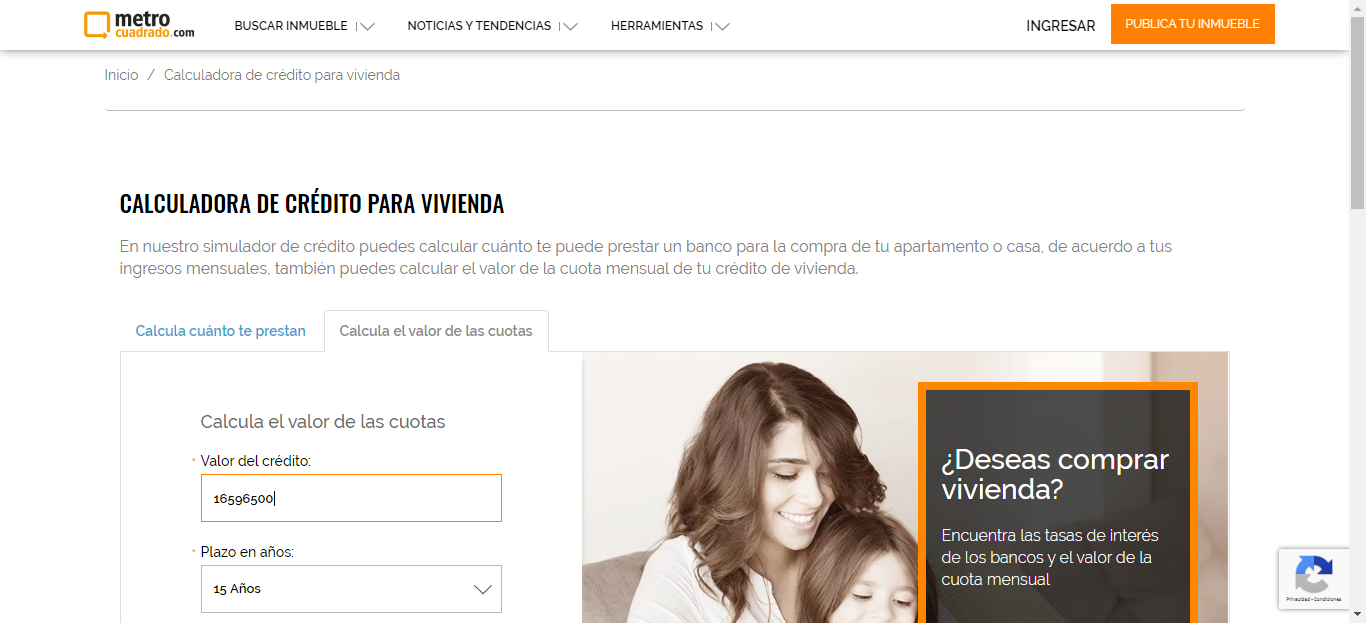 metro
cuadrado.com
BUSCAR INMUEBLE
NOTICIAS Y TENDENCIAS
HERRAMIENTAS
INGRESAR
PUBLICA TU INMUEBLE
Inicio / Calculadora de crédito para vivienda
CALCULADORA DE CRÉDITO PARA VIVIENDA
En nuestro simulador de crédito puedes calcular cuánto te puede prestar un banco para la compra de tu apartamento o casa, de acuerdo a tus
ingresos mensuales, también puedes calcular el valor de la cuota mensual de tu crédito de vivienda.
Calcula cuánto te prestan
Calcula el valor de las cuotas
Calcula el valor de las cuotas
* Valor del crédito:
16596500
* Plazo en años:
15 Años
¿Deseas comprar
vivienda?
Encuentra las tasas de interés
de los bancos y el valor de la
cuota mensual
Privacidad - Condiciones